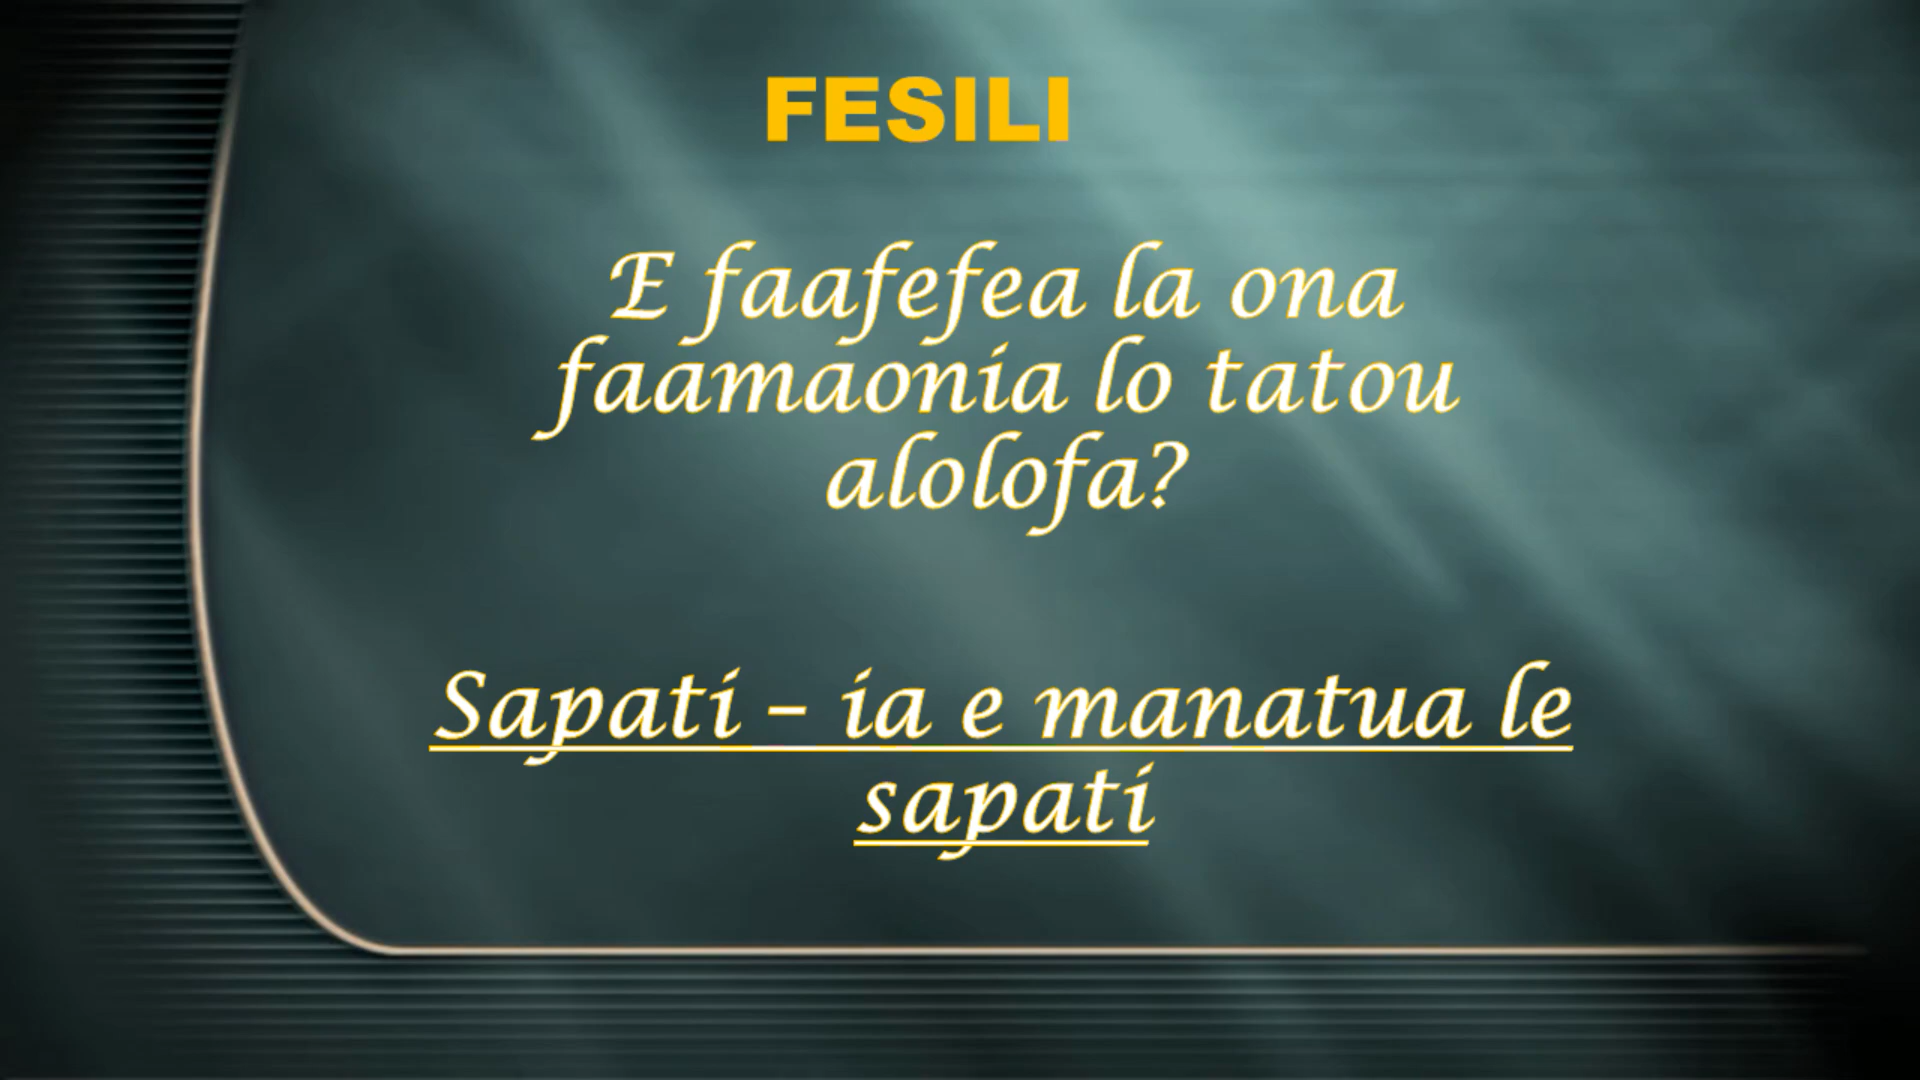 FESILI
E faafefea la ona
faamaonia lo tatou
alolofa?
Sapati – ia e manatua le
sapati